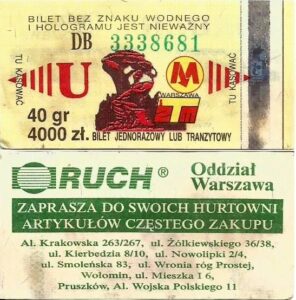 BILET BEZ ZNAKU WODNEGO
I HOLOGRAMU JEST NIEWAŻNY
DB 3338681
TU KASOWAĆ
U
M
WARSZAWA
ZTM
TU KASOWAĆ
40 gr
4000 zł.
BILET JEDNORAZOWY LUB TRANZYTOWY
RUCH ®
Oddział
Warszawa
ZAPRASZA DO SWOICH HURTOWNI
ARTYKUŁÓW CZĘSTEGO ZAKUPU
Al. Krakowska 263/267, ul. Żółkiewskiego 36/38,
ul. Kierbedzia 8/10, ul. Nowolipki 2/4,
ul. Smoleńska 83, ul. Wronia róg Prostej,
Wołomin, ul. Mieszka I 6,
Pruszków, Al. Wojska Polskiego 11